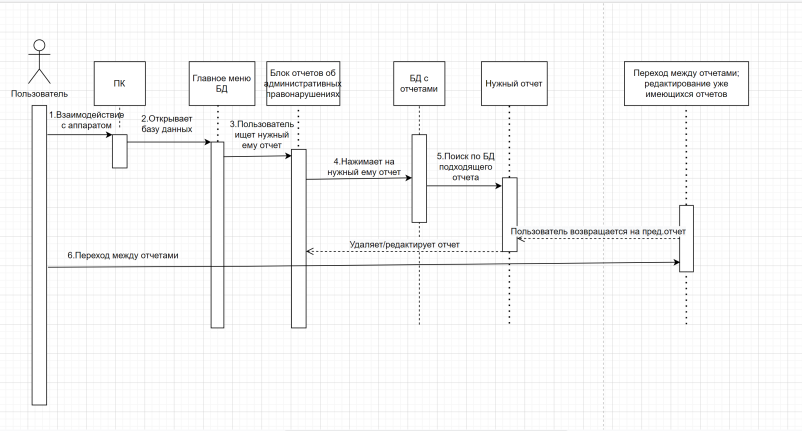 Пользователь
ПК
Главное меню
БД
Блок отчетов об
административных
правонарушениях
БД с
отчетами
Нужный отчет
Переход между отчетами;
редактирование уже
имеющихся отчетов
1.Взаимодействие
с аппаратом
2.Открывает
базу данных
3.Пользователь
ищет нужный
ему отчет
4.Нажимает на
нужный ему отчет
5.Поиск по БД
подходящего
отчета
Пользователь возвращается на пред.отчет
Удаляет/редактирует отчет
6.Переход между отчетами